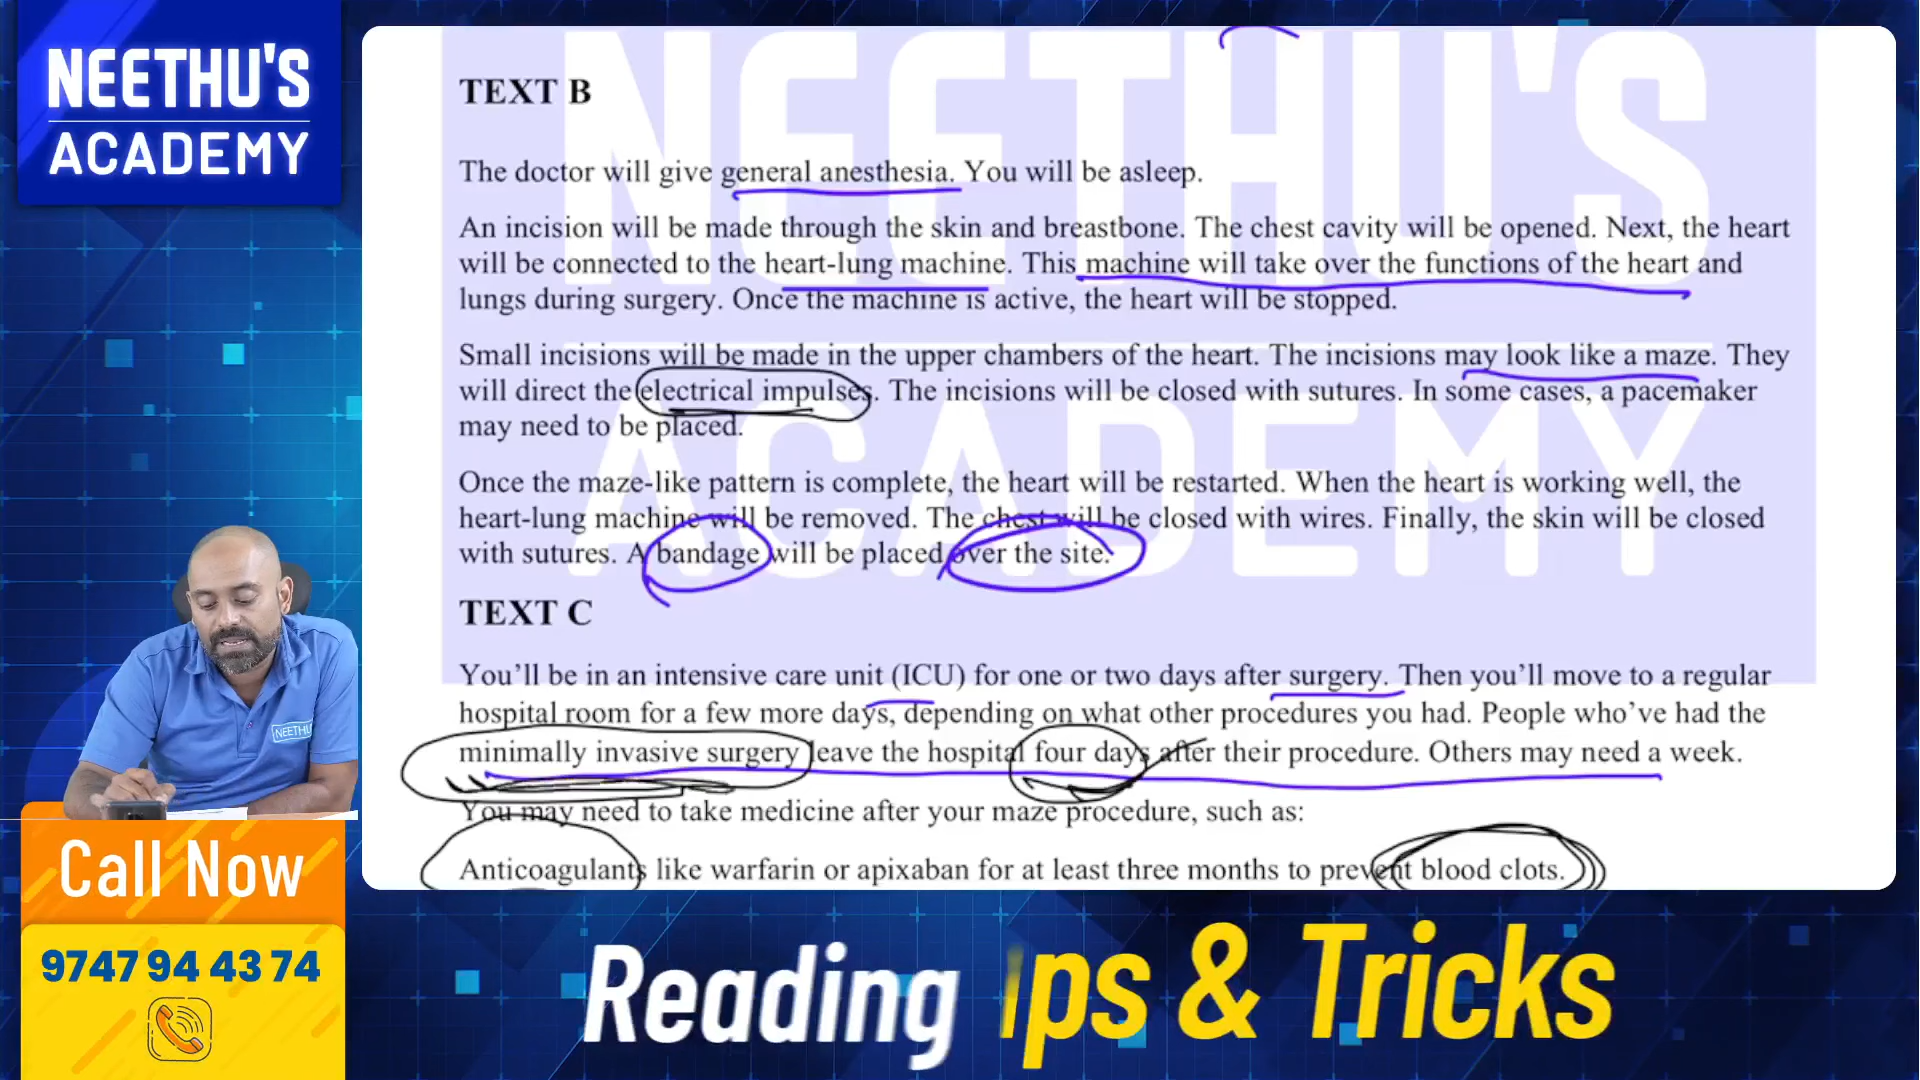 NEETHU'S
ACADEMY
TEXT B
The doctor will give general anesthesia. You will be asleep.
An incision will be made through the skin and breastbone. The chest cavity will be opened. Next, the heart
will be connected to the heart-lung machine. This machine will take over the functions of the heart and
lungs during surgery. Once the machine is active, the heart will be stopped.
Small incisions will be made in the upper chambers of the heart. The incisions may look like a maze. They
will direct the electrical impulses. The incisions will be closed with sutures. In some cases, a pacemaker
may need to be placed.
Once the maze-like pattern is complete, the heart will be restarted. When the heart is working well, the
heart-lung machine will be removed. The chest will be closed with wires. Finally, the skin will be closed
with sutures. A bandage will be placed over the site.
TEXT C
You'll be in an intensive care unit (ICU) for one or two days after surgery. Then you'll move to a regular
hospital room for a few more days, depending on what other procedures you had. People who've had the
minimally invasive surgery leave the hospital four days after their procedure. Others may need a week.
You may need to take medicine after your maze procedure, such as:
Anticoagulants like warfarin or apixaban for at least three months to prevent blood clots.
NEETHU'S
ACADEMY
NEETHU
Call Now
9747 94 43 74
Reading ips & Tricks